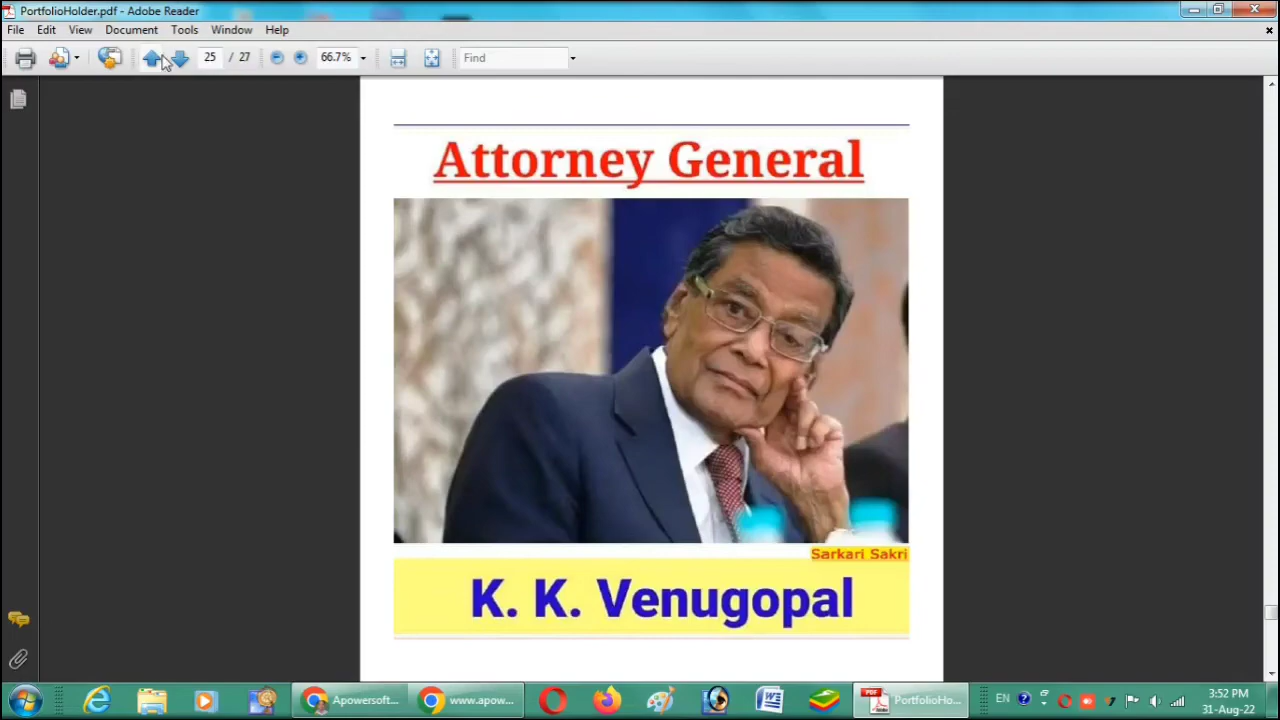 PortfolioHolder.pdf - Adobe Reader
File Edit View Document Tools Window Help
25 / 27 66.7% Find
Attorney General
Sarkari Sakri
K. K. Venugopal
Apowersoft... www.apow... PDF PortfolioHo... EN 3:52 PM
31-Aug-22